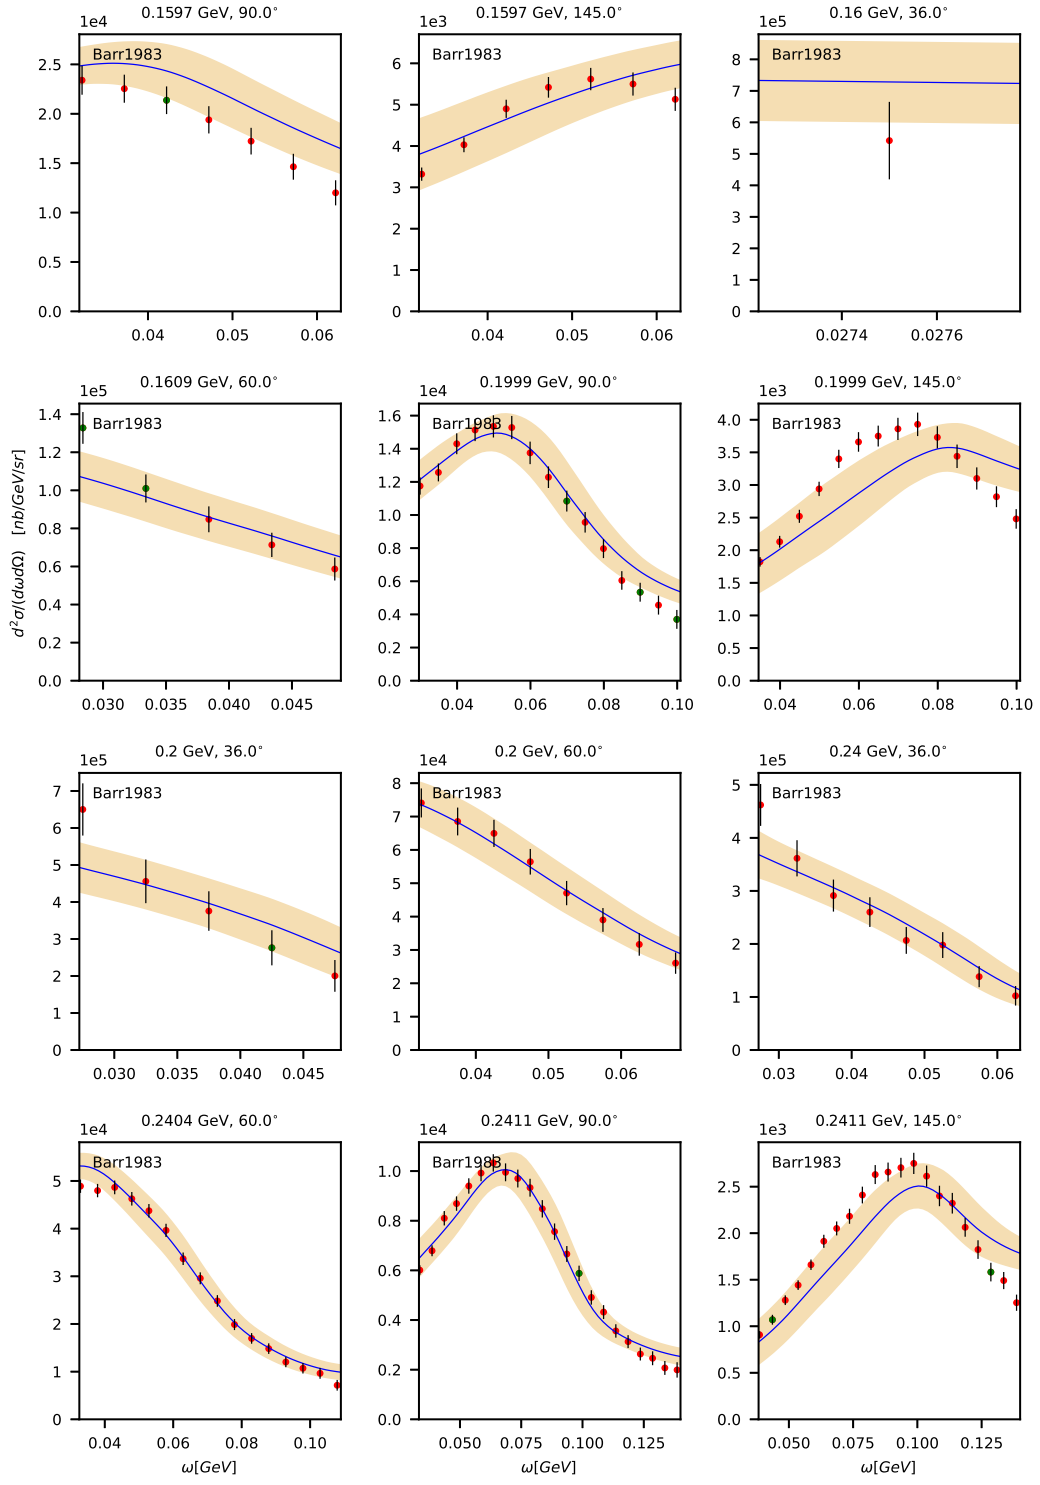 0.1597 GeV, 90.0°
1e4
Barr1983
2.5
2.0
1.5
1.0
0.5
0.0
0.04 0.05 0.06
0.1597 GeV, 145.0°
1e3
Barr1983
6
5
4
3
2
1
0
0.04 0.05 0.06
0.16 GeV, 36.0°
1e5
Barr1983
8
7
6
5
4
3
2
1
0
0.0274 0.0276
0.1609 GeV, 60.0°
1e5
Barr1983
1.4
1.2
1.0
0.8
0.6
0.4
0.2
0.0
0.030 0.035 0.040 0.045
d²σ/(dωdΩ) [nb/GeV/sr]
0.1999 GeV, 90.0°
1e4
Barr1983
1.6
1.4
1.2
1.0
0.8
0.6
0.4
0.2
0.0
0.04 0.06 0.08 0.10
0.1999 GeV, 145.0°
1e3
Barr1983
4.0
3.5
3.0
2.5
2.0
1.5
1.0
0.5
0.0
0.04 0.06 0.08 0.10
0.2 GeV, 36.0°
1e5
Barr1983
7
6
5
4
3
2
1
0
0.030 0.035 0.040 0.045
0.2 GeV, 60.0°
1e4
Barr1983
8
7
6
5
4
3
2
1
0
0.04 0.05 0.06
0.24 GeV, 36.0°
1e5
Barr1983
5
4
3
2
1
0
0.03 0.04 0.05 0.06
0.2404 GeV, 60.0°
1e4
Barr1983
5
4
3
2
1
0
0.04 0.06 0.08 0.10
ω[GeV]
0.2411 GeV, 90.0°
1e4
Barr1983
1.0
0.8
0.6
0.4
0.2
0.0
0.050 0.075 0.100 0.125
ω[GeV]
0.2411 GeV, 145.0°
1e3
Barr1983
2.5
2.0
1.5
1.0
0.5
0.0
0.050 0.075 0.100 0.125
ω[GeV]